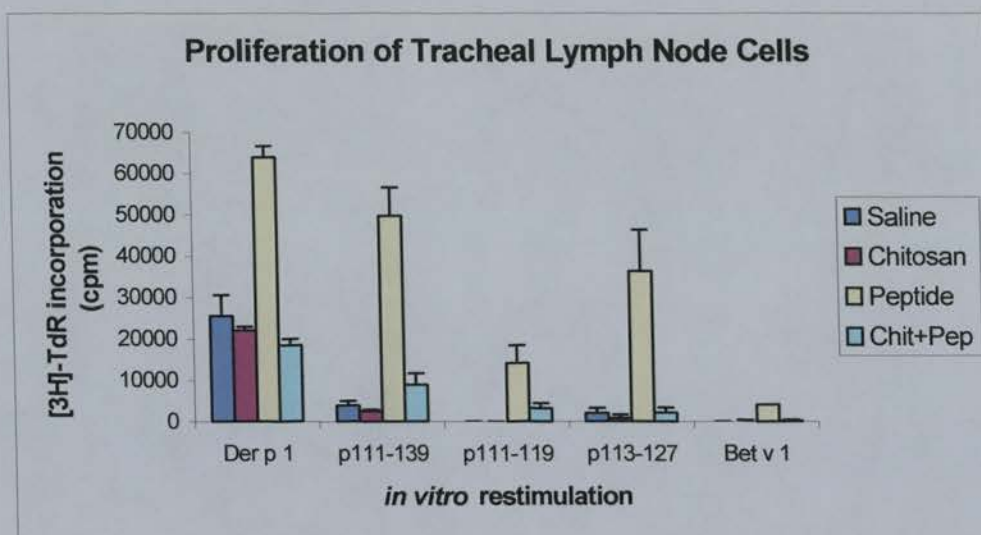 Proliferation of Tracheal Lymph Node Cells
[3H]-TdR incorporation
(cpm)
70000
60000
50000
40000
30000
20000
10000
0
Der p 1
p111-139
p111-119
p113-127
Bet v 1
in vitro restimulation
Saline
Chitosan
Peptide
Chit+Pep